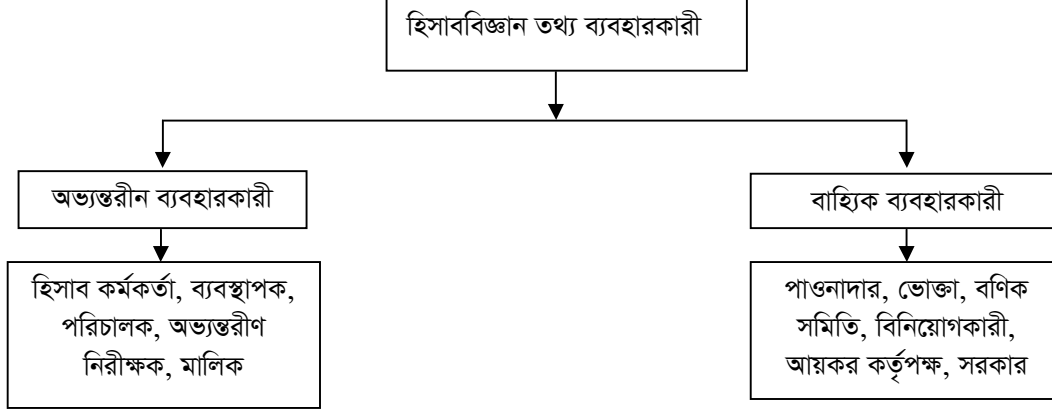 হিসাববিজ্ঞান তথ্য ব্যবহারকারী
অভ্যন্তরীন ব্যবহারকারী
বাহ্যিক ব্যবহারকারী
হিসাব কর্মকর্তা, ব্যবস্থাপক,
পরিচালক, অভ্যন্তরীণ
নিরীক্ষক, মালিক
পাওনাদার, ভোক্তা, বণিক
সমিতি, বিনিয়োগকারী,
আয়কর কর্তৃপক্ষ, সরকার